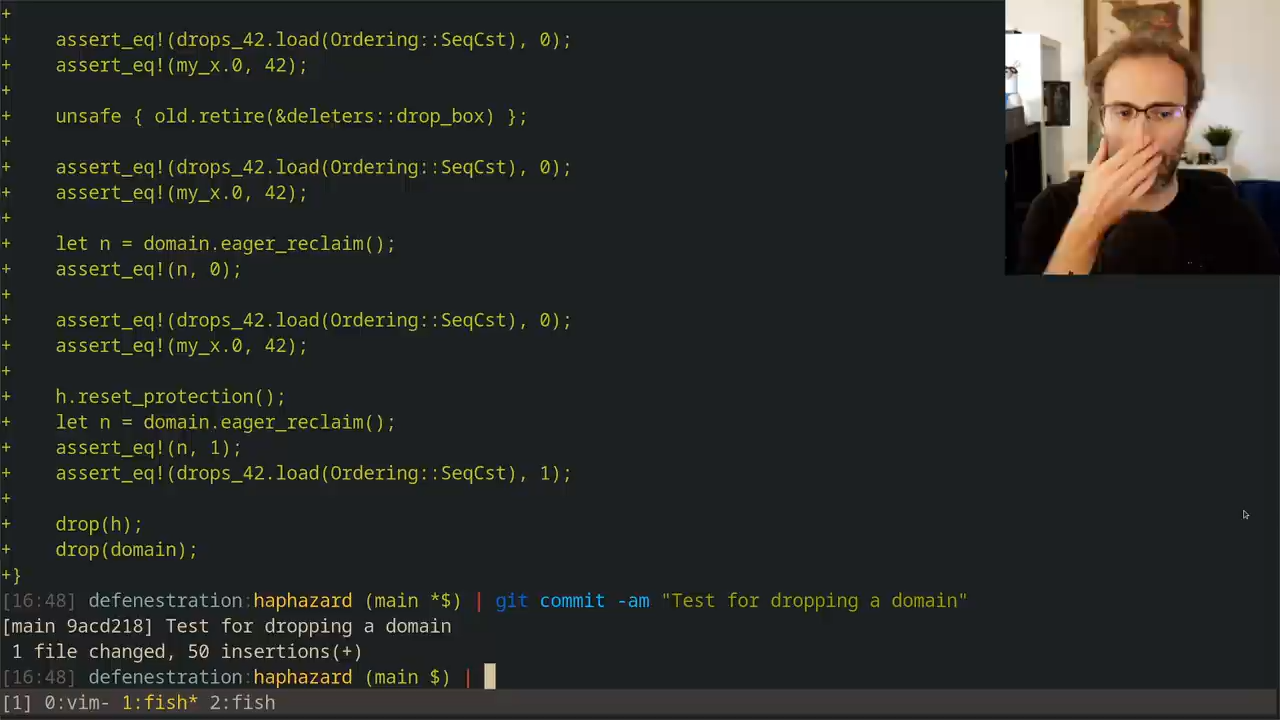 +
+    assert_eq!(drops_42.load(Ordering::SeqCst), 0);
+    assert_eq!(my_x.0, 42);
+
+    unsafe { old.retire(&deleters::drop_box) };
+
+    assert_eq!(drops_42.load(Ordering::SeqCst), 0);
+    assert_eq!(my_x.0, 42);
+
+    let n = domain.eager_reclaim();
+    assert_eq!(n, 0);
+
+    assert_eq!(drops_42.load(Ordering::SeqCst), 0);
+    assert_eq!(my_x.0, 42);
+
+    h.reset_protection();
+    let n = domain.eager_reclaim();
+    assert_eq!(n, 1);
+    assert_eq!(drops_42.load(Ordering::SeqCst), 1);
+
+    drop(h);
+    drop(domain);
+}
[16:48] defenestration:haphazard (main *$) | git commit -am "Test for dropping a domain"
[main 9acd218] Test for dropping a domain
 1 file changed, 50 insertions(+)
[16:48] defenestration:haphazard (main $) |
[1] 0:vim- 1:fish* 2:fish